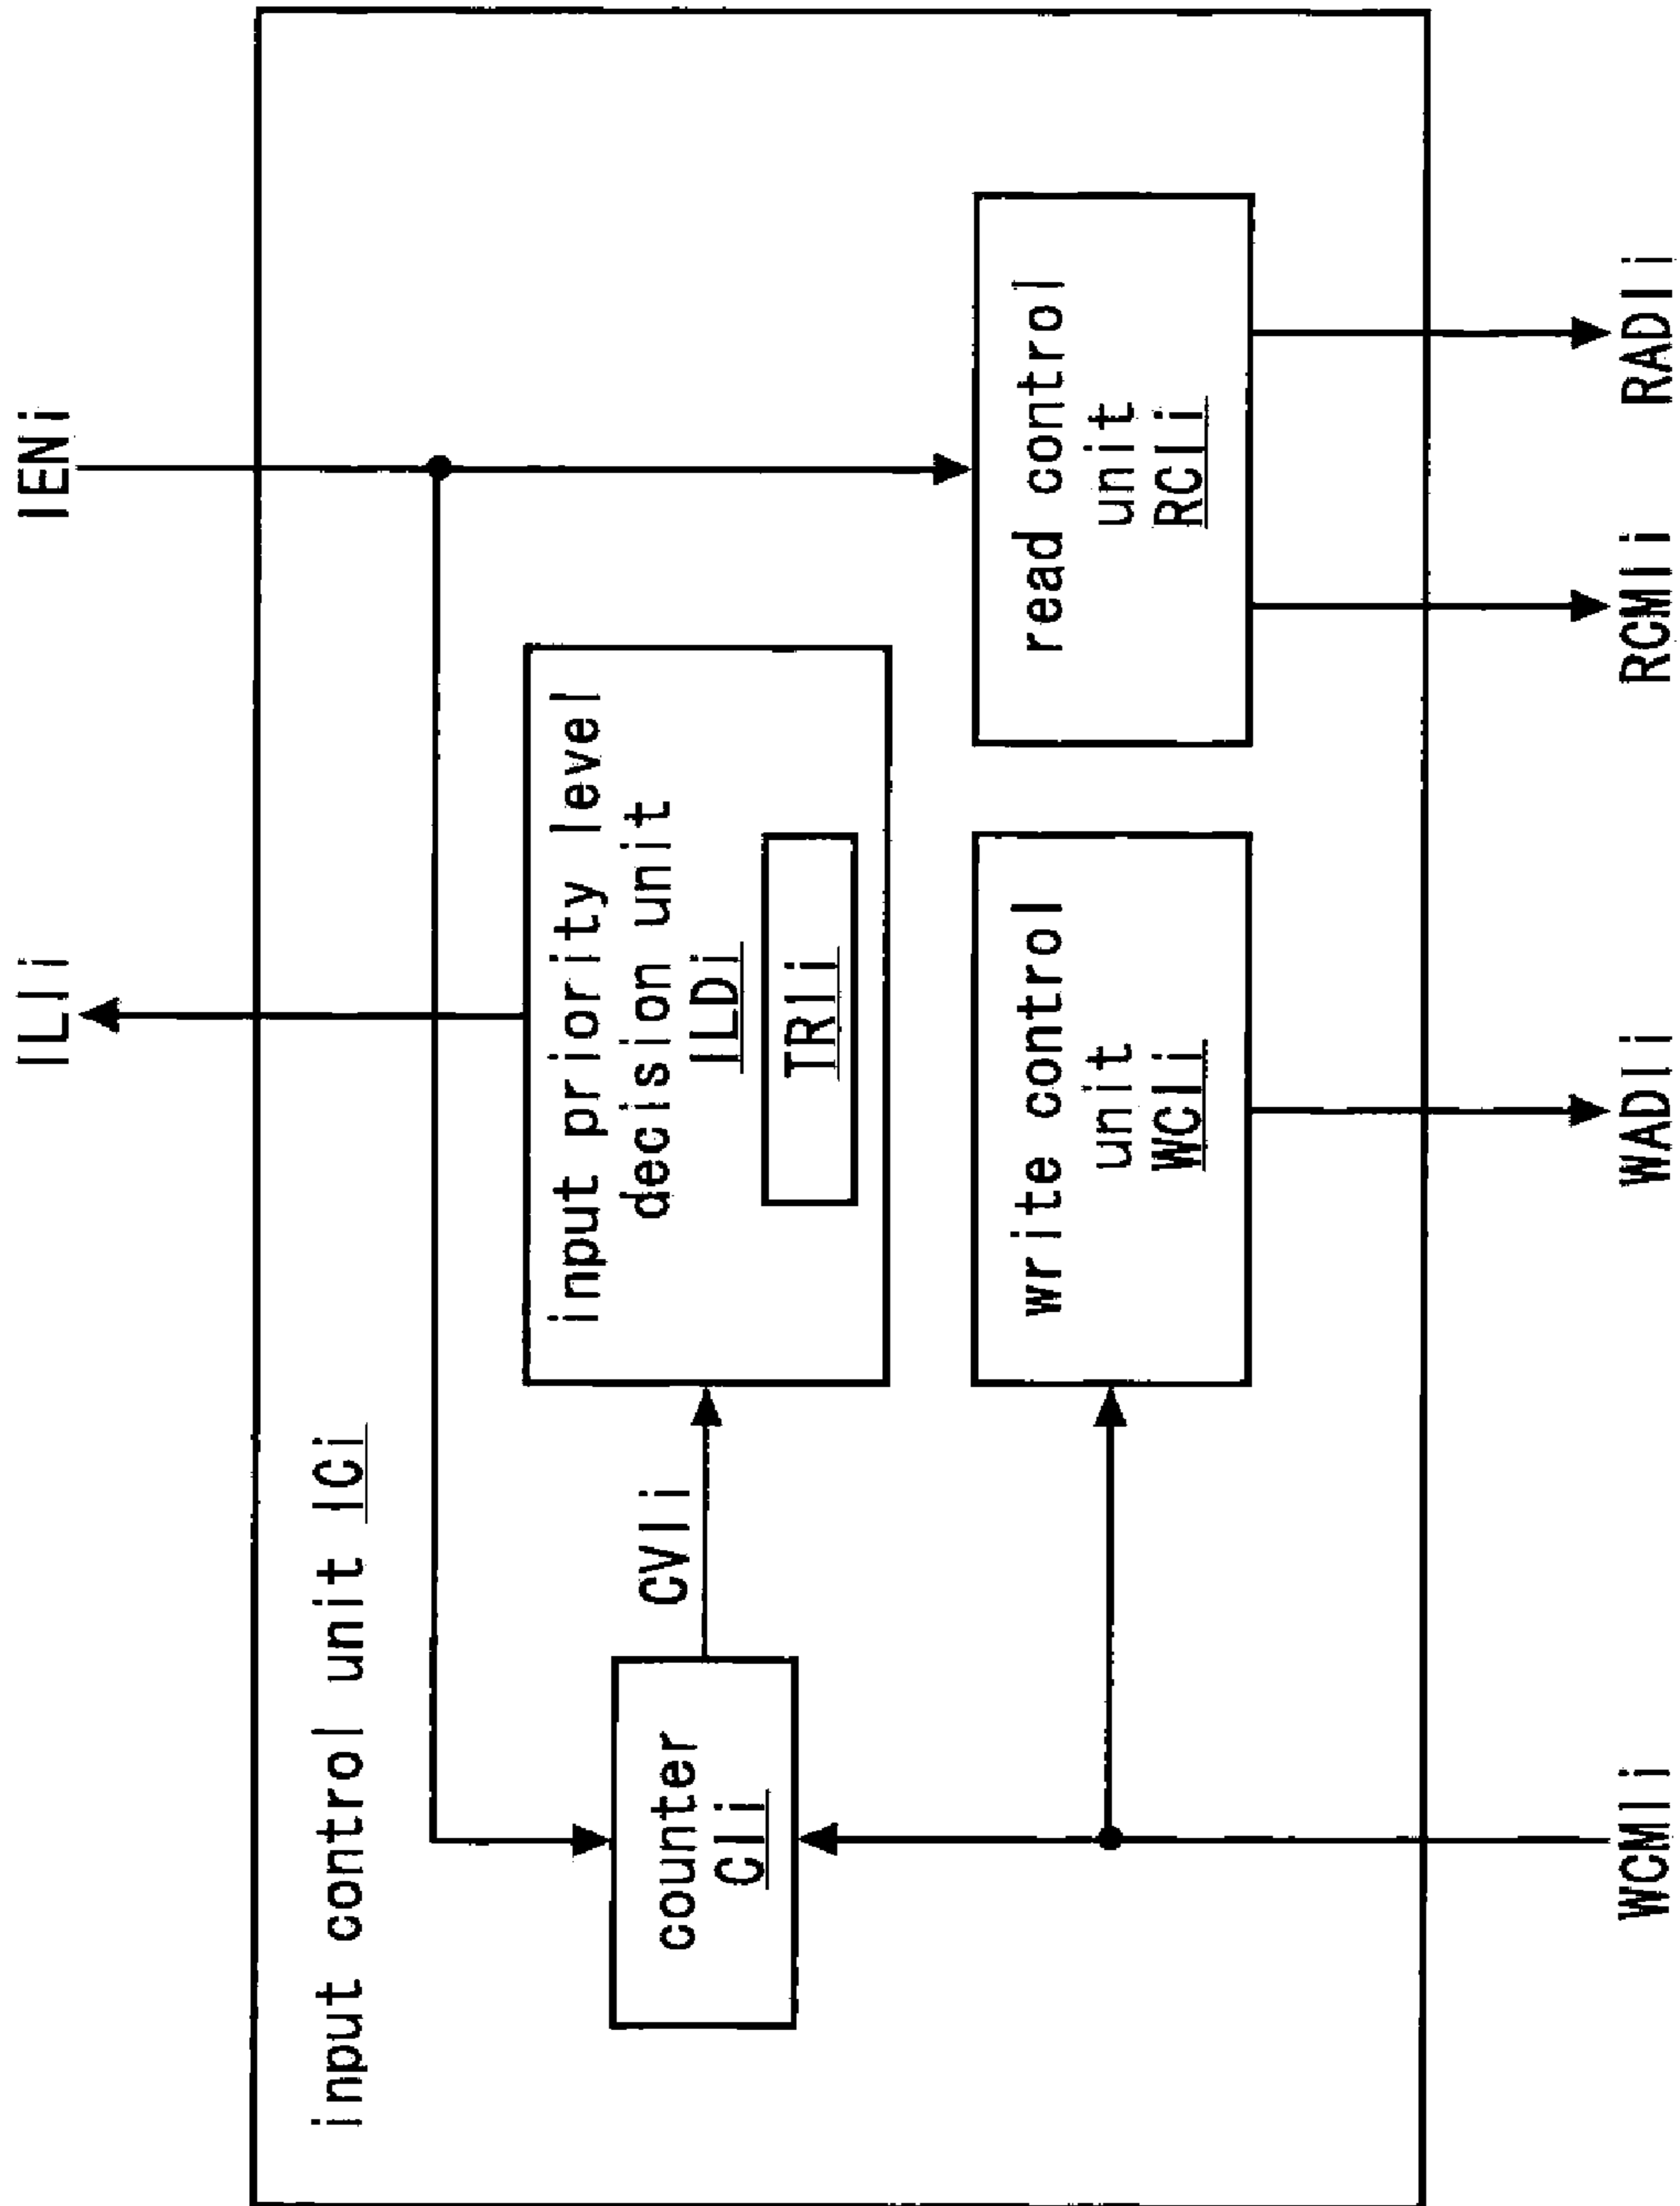 ILIi
IENi
input control unit ICi
counter
CIi
CVIi
input priority level
decision unit
ILDi
TRIi
write control
unit
WCIi
read control
unit
RCIi
WCMIi
WADIi
RCMIi
RADIi